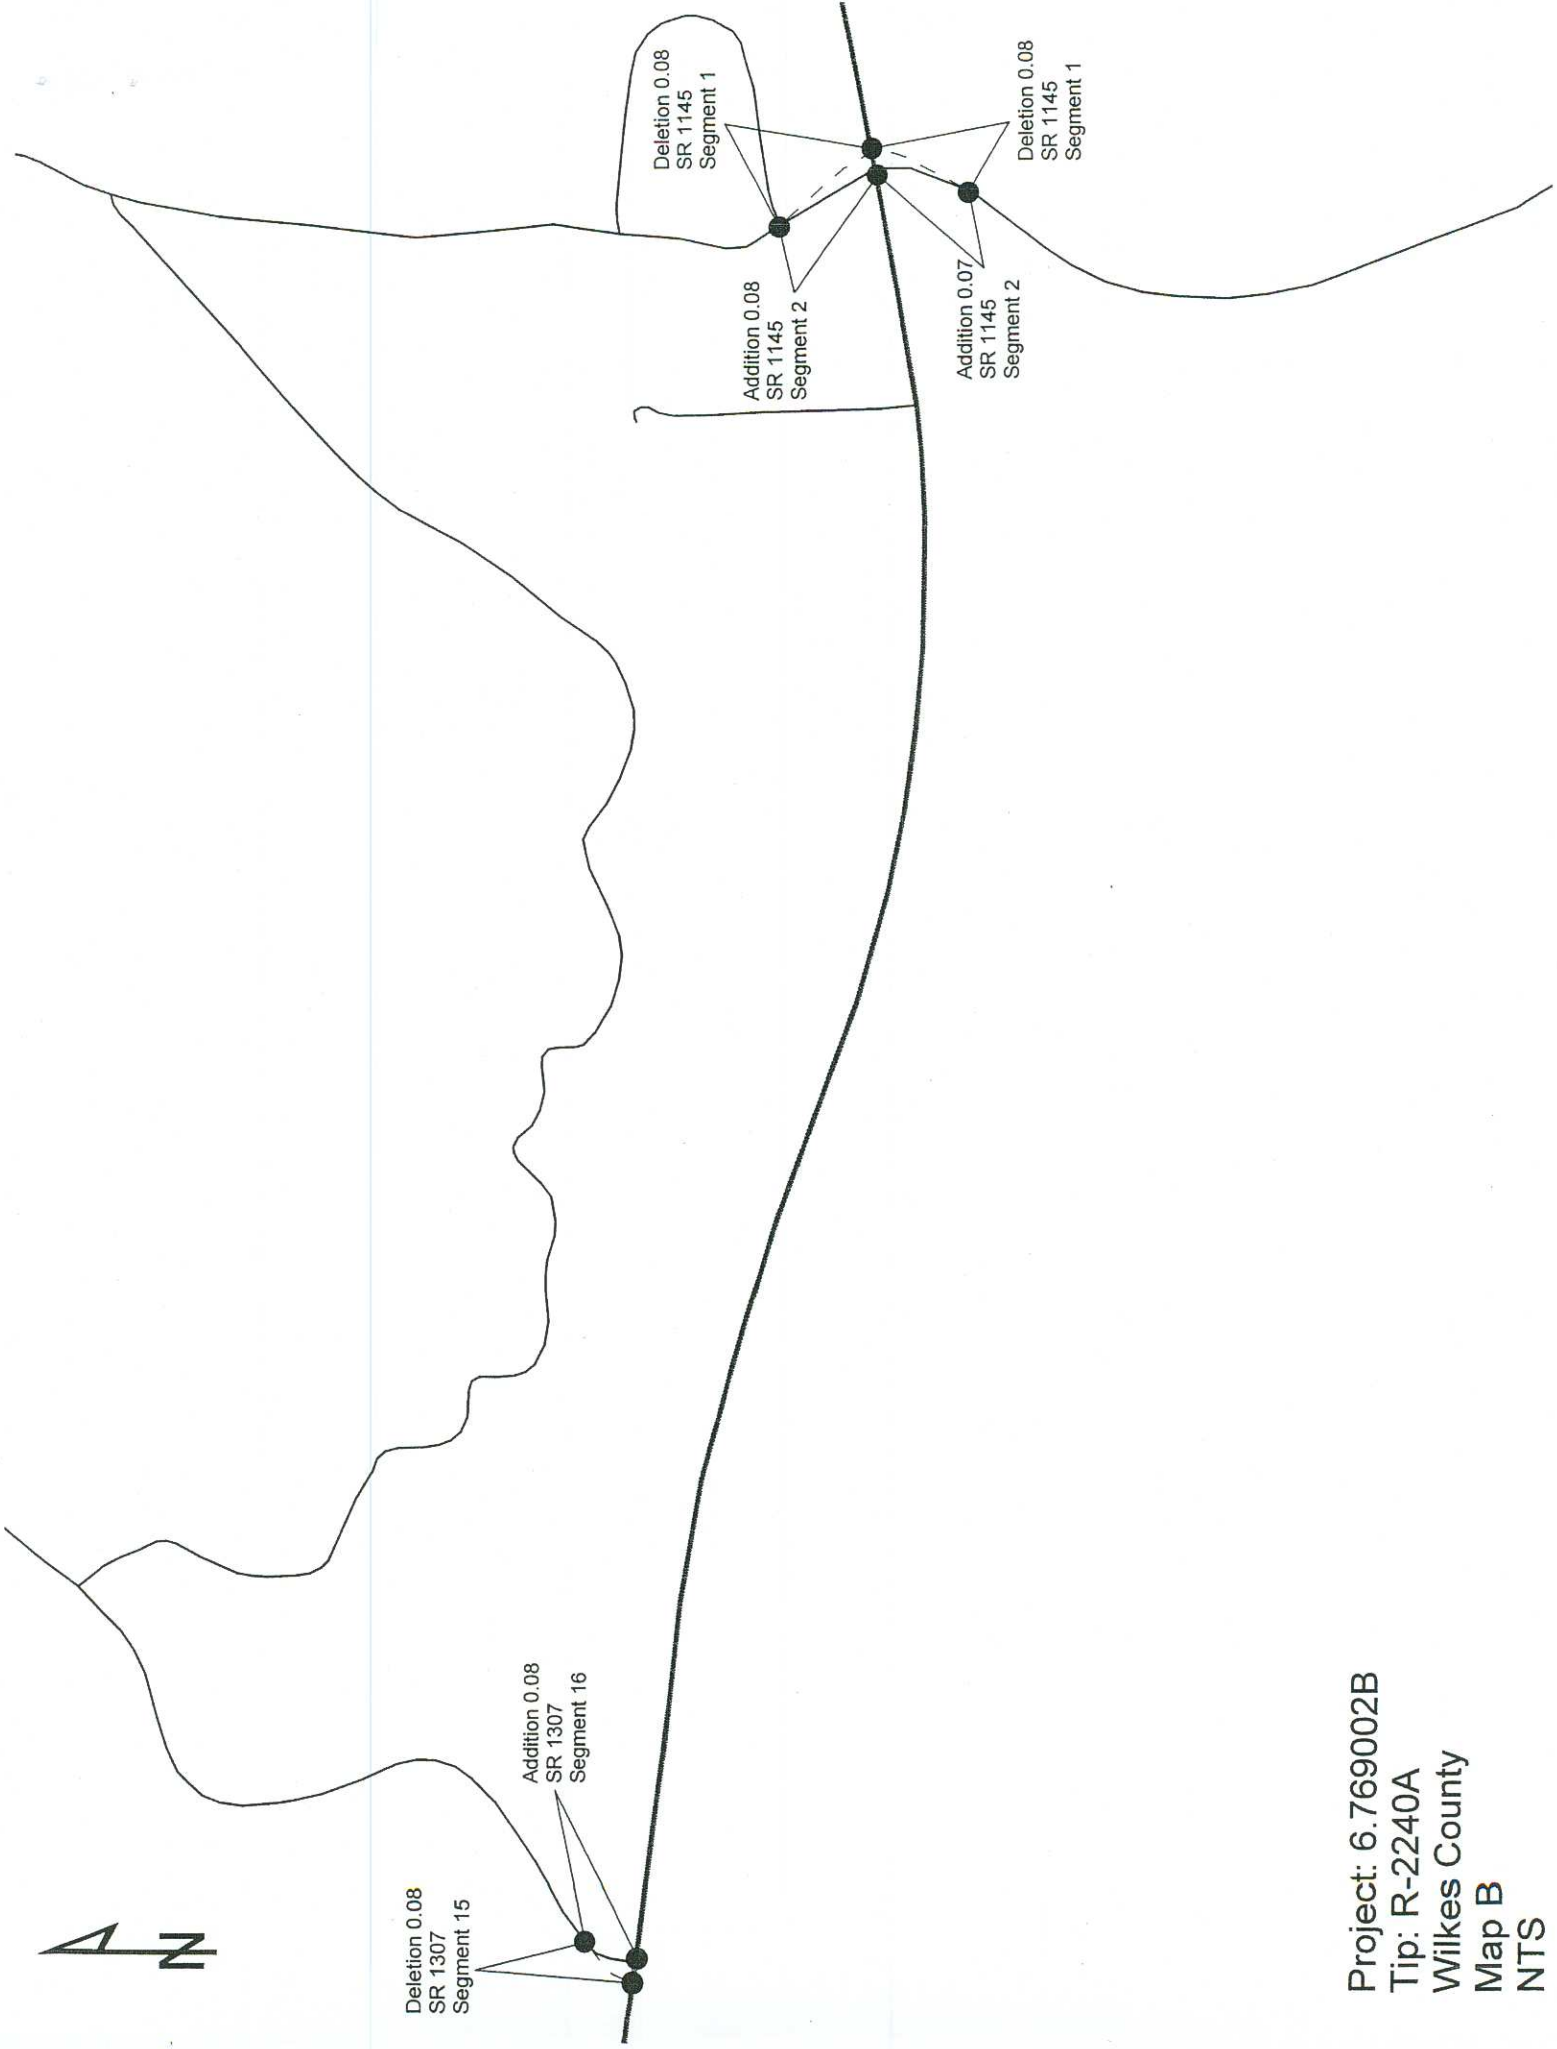 N
Deletion 0.08
SR 1307
Segment 15
Addition 0.08
SR 1307
Segment 16
Addition 0.08
SR 1145
Segment 2
Deletion 0.08
SR 1145
Segment 1
Addition 0.07
SR 1145
Segment 2
Deletion 0.08
SR 1145
Segment 1
Project: 6.769002B
Tip: R-2240A
Wilkes County
Map B
NTS